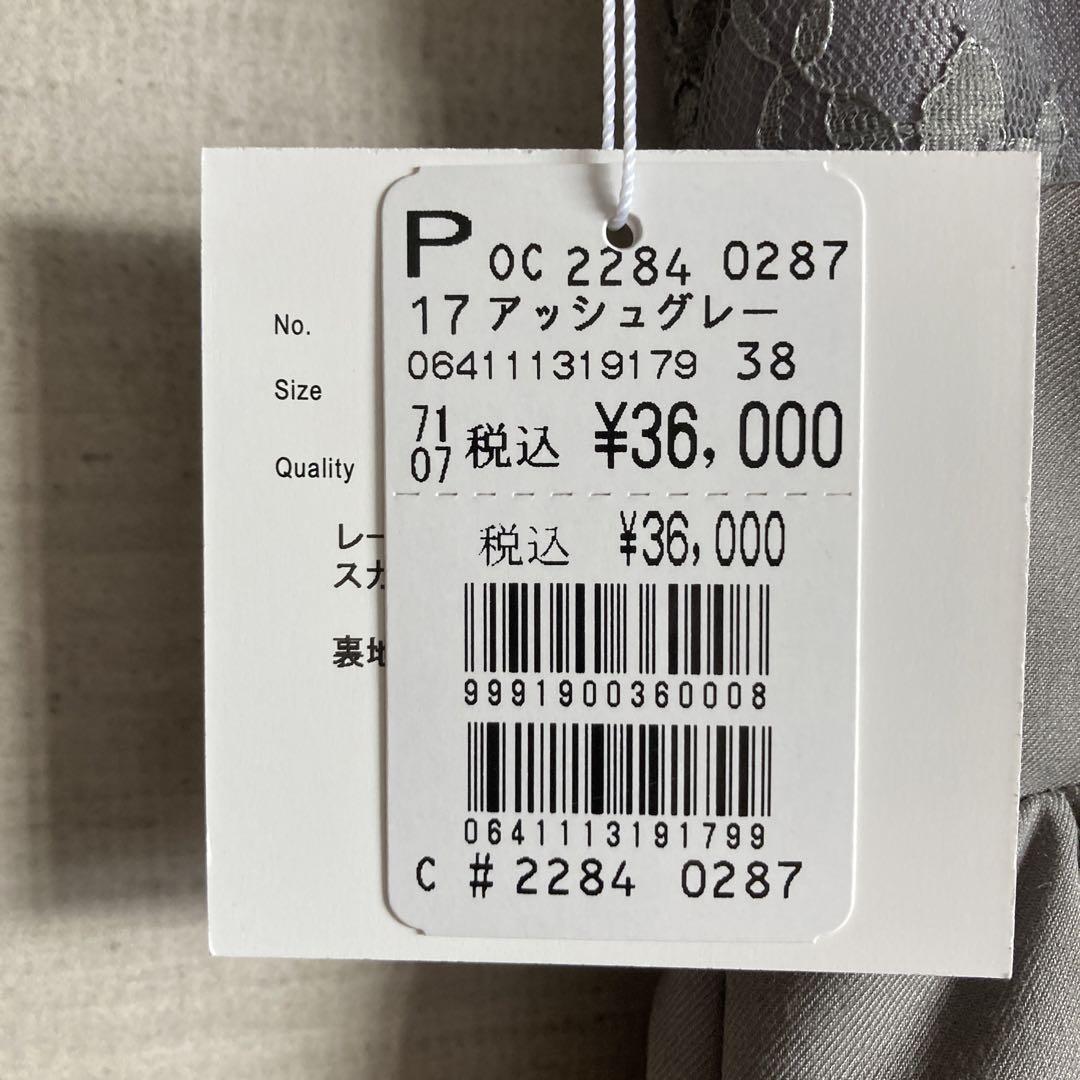 P OC 2284 0287
No.
17 アッシュグレー
064111319179 38
Size
71
07 税込 ¥36,000
Quality
税込 ¥36,000
レー
ス
裏地
9991900360008
0641113191799
C # 2284 0287